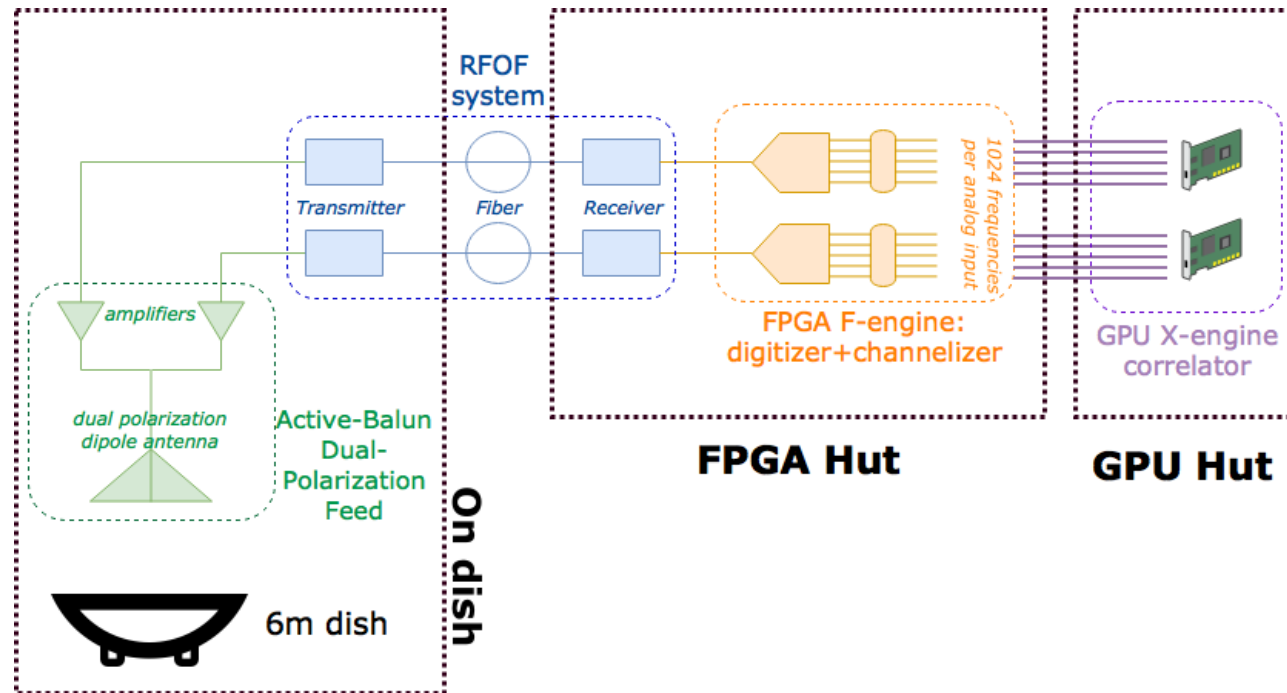 RFOF
system
Transmitter
Fiber
Receiver
1024 frequencies
per analog input
amplifiers
dual polarization
dipole antenna
Active-Balun
Dual-
Polarization
Feed
FPGA F-engine:
digitizer+channelizer
GPU X-engine
correlator
FPGA Hut
GPU Hut
On dish
6m dish